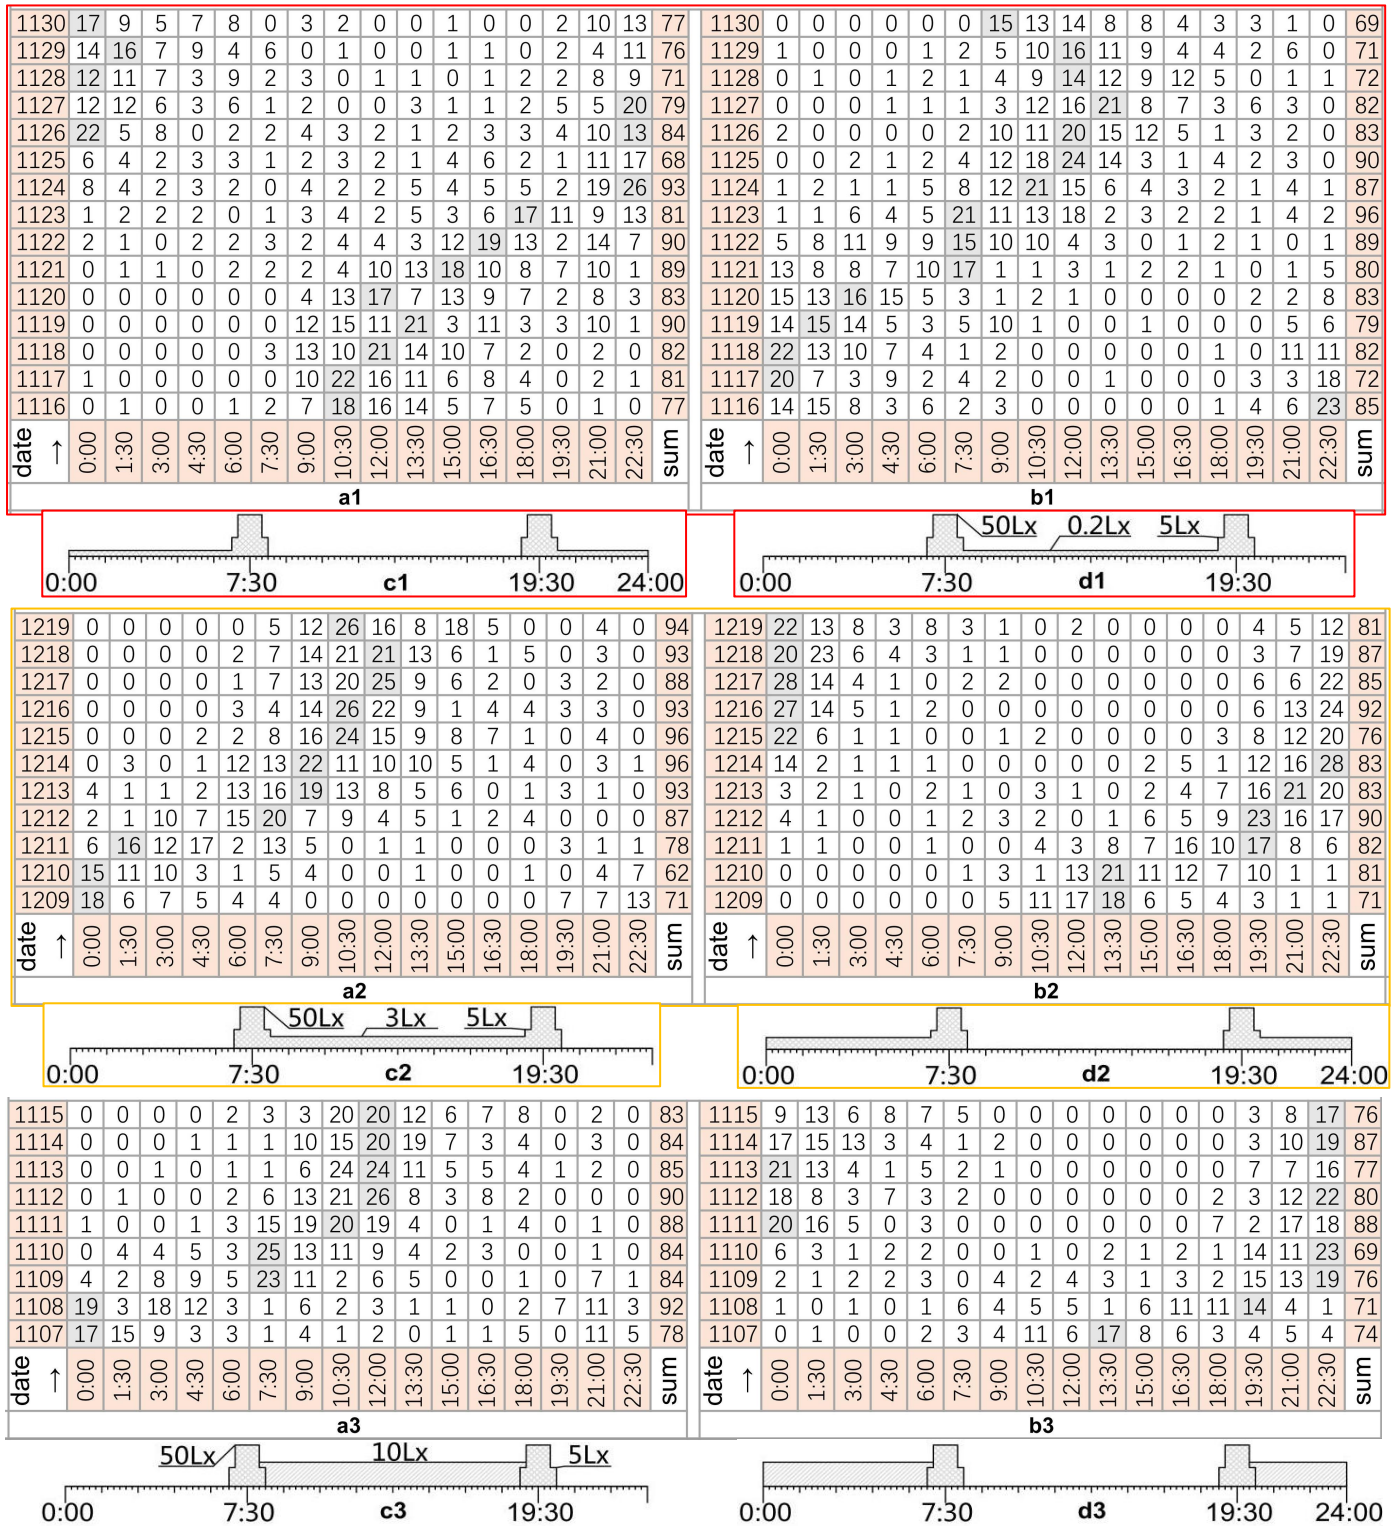 1130 17 9 5 7 8 0 3 2 0 0 1 0 0 2 10 13 77 1130 0 0 0 0 0 0 15 13 14 8 8 4 3 3 1 0 69
1129 14 16 7 9 4 6 0 1 0 0 1 1 0 2 4 11 76 1129 1 0 0 0 1 2 5 10 16 11 9 4 4 2 6 0 71
1128 12 11 7 3 9 2 3 0 1 1 0 1 2 2 8 9 71 1128 0 1 0 1 2 1 4 9 14 12 9 12 5 0 1 1 72
1127 12 12 6 3 6 1 2 0 0 3 1 1 2 5 5 20 79 1127 0 0 0 1 1 1 3 12 16 21 8 7 3 6 3 0 82
1126 22 5 8 0 2 2 4 3 2 1 2 3 3 4 10 13 84 1126 2 0 0 0 0 2 10 11 20 15 12 5 1 3 2 0 83
1125 6 4 2 3 3 1 2 3 2 1 4 6 2 1 11 17 68 1125 0 0 2 1 2 4 12 18 24 14 3 1 4 2 3 0 90
1124 8 4 2 3 2 0 4 2 2 5 4 5 5 2 19 26 93 1124 1 2 1 1 5 8 12 21 15 6 4 3 2 1 4 1 87
1123 1 2 2 2 0 1 3 4 2 5 3 6 17 11 9 13 81 1123 1 1 6 4 5 21 11 13 18 2 3 2 2 1 4 2 96
1122 2 1 0 2 2 3 2 4 4 3 12 19 13 2 14 7 90 1122 5 8 11 9 9 15 10 10 4 3 0 1 2 1 0 1 89
1121 0 1 1 0 2 2 2 4 10 13 18 10 8 7 10 1 89 1121 13 8 8 7 10 17 1 1 3 1 2 2 1 0 1 5 80
1120 0 0 0 0 0 0 4 13 17 7 13 9 7 2 8 3 83 1120 15 13 16 15 5 3 1 2 1 0 0 0 0 2 2 8 83
1119 0 0 0 0 0 0 12 15 11 21 3 11 3 3 10 1 90 1119 14 15 14 5 3 5 10 1 0 0 1 0 0 0 5 6 79
1118 0 0 0 0 0 3 13 10 21 14 10 7 2 0 2 0 82 1118 22 13 10 7 4 1 2 0 0 0 0 0 1 0 11 11 82
1117 1 0 0 0 0 0 10 22 16 11 6 8 4 0 2 1 81 1117 20 7 3 9 2 4 2 0 0 1 0 0 0 3 3 18 72
1116 0 1 0 0 1 2 7 18 16 14 5 7 5 0 1 0 77 1116 14 15 8 3 6 2 3 0 0 0 0 0 1 4 6 23 85
date → 0:00 1:30 3:00 4:30 6:00 7:30 9:00 10:30 12:00 13:30 15:00 16:30 18:00 19:30 21:00 22:30 sum date → 0:00 1:30 3:00 4:30 6:00 7:30 9:00 10:30 12:00 13:30 15:00 16:30 18:00 19:30 21:00 22:30 sum
a1 b1
50Lx 0.2Lx 5Lx
0:00 7:30 c1 19:30 24:00 0:00 7:30 d1 19:30
1219 0 0 0 0 0 5 12 26 16 8 18 5 0 0 4 0 94 1219 22 13 8 3 8 3 1 0 2 0 0 0 0 4 5 12 81
1218 0 0 0 0 2 7 14 21 21 13 6 1 5 0 3 0 93 1218 20 23 6 4 3 1 1 0 0 0 0 0 0 3 7 19 87
1217 0 0 0 0 1 7 13 20 25 9 6 2 0 3 2 0 88 1217 28 14 4 1 0 2 2 0 0 0 0 0 0 6 6 22 85
1216 0 0 0 0 3 4 14 26 22 9 1 4 4 3 3 0 93 1216 27 14 5 1 2 0 0 0 0 0 0 0 0 6 13 24 92
1215 0 0 0 2 2 8 16 24 15 9 8 7 1 0 4 0 96 1215 22 6 1 1 0 0 1 2 0 0 0 0 3 8 12 20 76
1214 0 3 0 1 12 13 22 11 10 10 5 1 4 0 3 1 96 1214 14 2 1 1 1 0 0 0 0 0 2 5 1 12 16 28 83
1213 4 1 1 2 13 16 19 13 8 5 6 0 1 3 1 0 93 1213 3 2 1 0 2 1 0 3 1 0 2 4 7 16 21 20 83
1212 2 1 10 7 15 20 7 9 4 5 1 2 4 0 0 0 87 1212 4 1 0 0 1 2 3 2 0 1 6 5 9 23 16 17 90
1211 6 16 12 17 2 13 5 0 1 1 0 0 0 3 1 1 78 1211 1 1 0 0 1 0 0 4 3 8 7 16 10 17 8 6 82
1210 15 11 10 3 1 5 4 0 0 1 0 0 1 0 4 7 62 1210 0 0 0 0 0 1 3 1 13 21 11 12 7 10 1 1 81
1209 18 6 7 5 4 4 0 0 0 0 0 0 0 7 7 13 71 1209 0 0 0 0 0 0 5 11 17 18 6 5 4 3 1 1 71
date → 0:00 1:30 3:00 4:30 6:00 7:30 9:00 10:30 12:00 13:30 15:00 16:30 18:00 19:30 21:00 22:30 sum date → 0:00 1:30 3:00 4:30 6:00 7:30 9:00 10:30 12:00 13:30 15:00 16:30 18:00 19:30 21:00 22:30 sum
a2 b2
50Lx 3Lx 5Lx
0:00 7:30 c2 19:30 0:00 7:30 d2 19:30 24:00
1115 0 0 0 0 2 3 3 20 20 12 6 7 8 0 2 0 83 1115 9 13 6 8 7 5 0 0 0 0 0 0 0 3 8 17 76
1114 0 0 0 1 1 1 10 15 20 19 7 3 4 0 3 0 84 1114 17 15 13 3 4 1 2 0 0 0 0 0 0 3 10 19 87
1113 0 0 1 0 1 1 6 24 24 11 5 5 4 1 2 0 85 1113 21 13 4 1 5 2 1 0 0 0 0 0 0 7 7 16 77
1112 0 1 0 0 2 6 13 21 26 8 3 8 2 0 0 0 90 1112 18 8 3 7 3 2 0 0 0 0 0 0 2 3 12 22 80
1111 1 0 0 1 3 15 19 20 19 4 0 1 4 0 1 0 88 1111 20 16 5 0 3 0 0 0 0 0 0 0 7 2 17 18 88
1110 0 4 4 5 3 25 13 11 9 4 2 3 0 0 1 0 84 1110 6 3 1 2 2 0 0 1 0 2 1 2 1 14 11 23 69
1109 4 2 8 9 5 23 11 2 6 5 0 0 1 0 7 1 84 1109 2 1 2 2 3 0 4 2 4 3 1 3 2 15 13 19 76
1108 19 3 18 12 3 1 6 2 3 1 1 0 2 7 11 3 92 1108 1 0 1 0 1 6 4 5 5 1 6 11 11 14 4 1 71
1107 17 15 9 3 3 1 4 1 2 0 1 1 5 0 11 5 78 1107 0 1 0 0 2 3 4 11 6 17 8 6 3 4 5 4 74
date → 0:00 1:30 3:00 4:30 6:00 7:30 9:00 10:30 12:00 13:30 15:00 16:30 18:00 19:30 21:00 22:30 sum date → 0:00 1:30 3:00 4:30 6:00 7:30 9:00 10:30 12:00 13:30 15:00 16:30 18:00 19:30 21:00 22:30 sum
a3 b3
50Lx 10Lx 5Lx
0:00 7:30 c3 19:30 0:00 7:30 d3 19:30 24:00